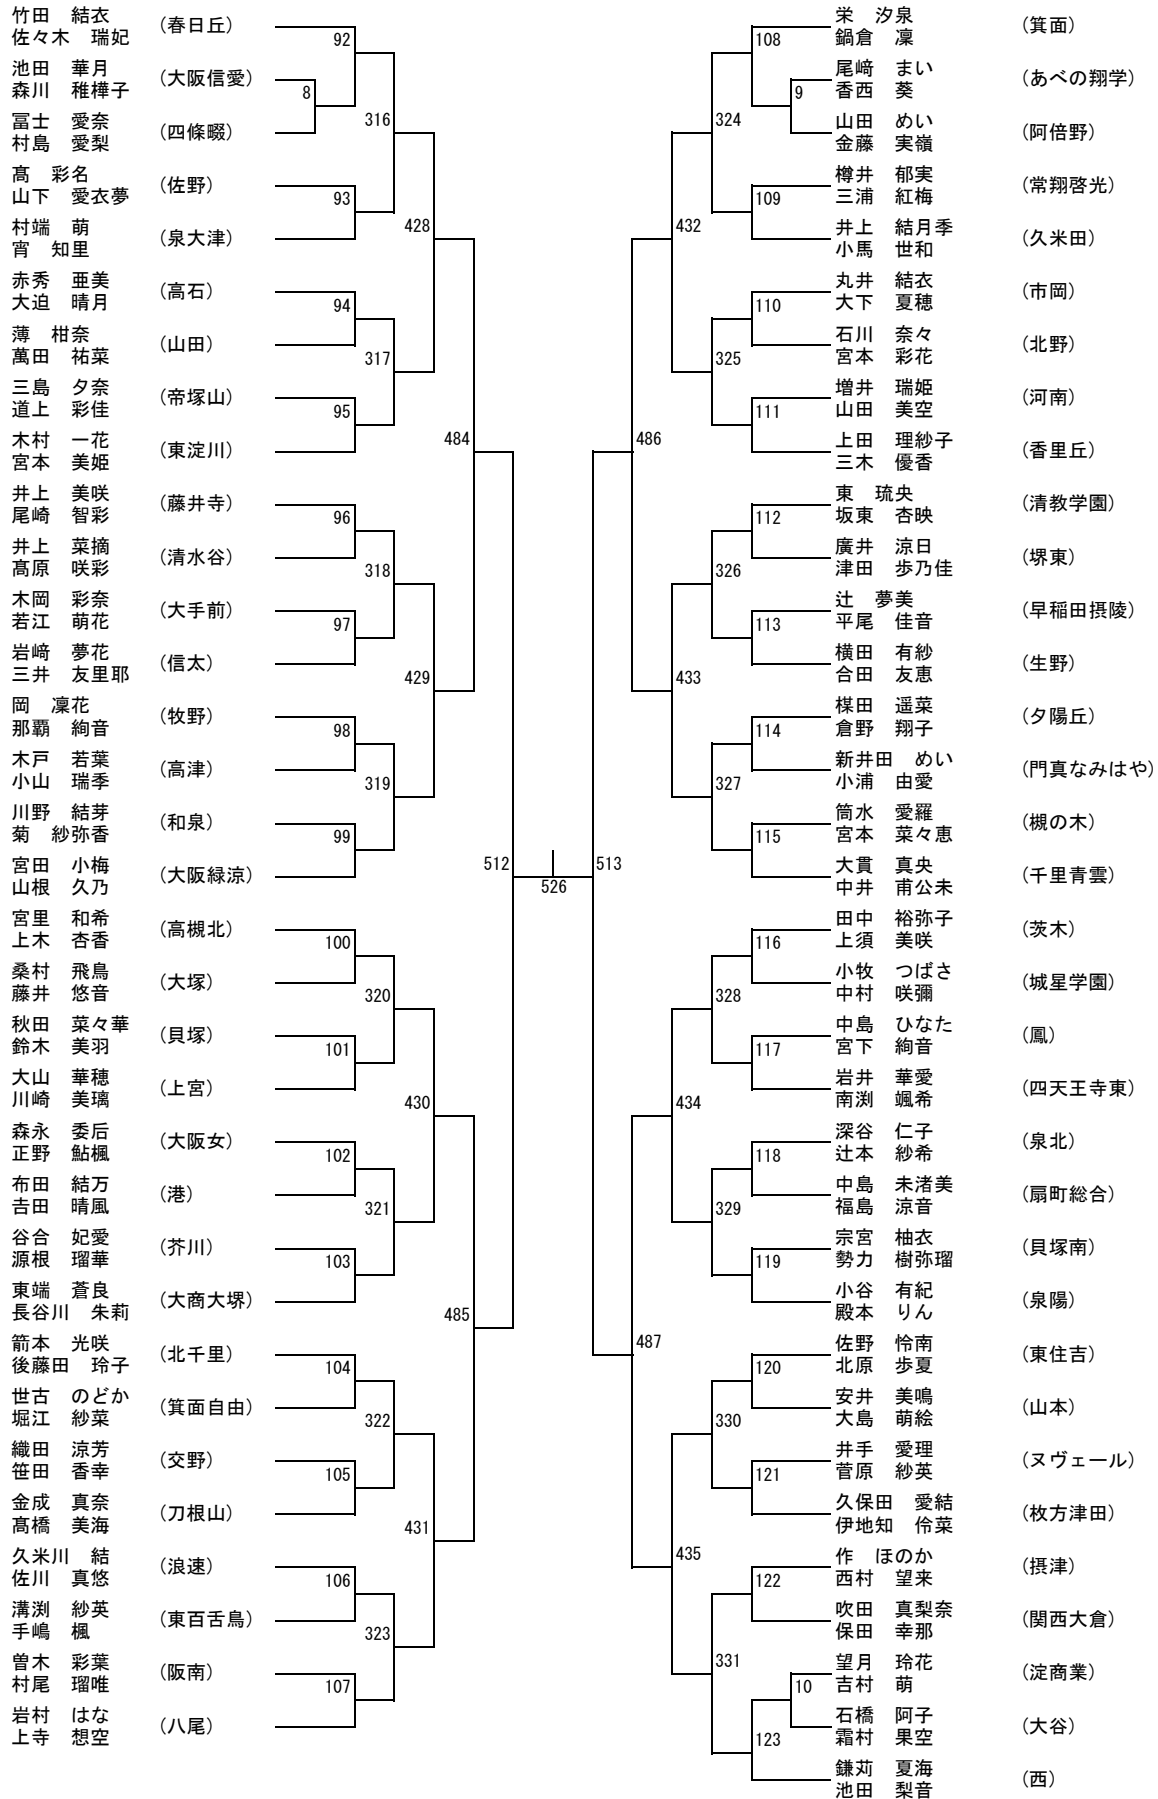 竹田　結衣
佐々木　瑞妃
（春日丘）
池田　華月
森川　稚樺子
（大阪信愛）
冨士　愛奈
村島　愛梨
（四條畷）
髙　彩名
山下　愛衣夢
（佐野）
村端　萌
宵　知里
（泉大津）
赤秀　亜美
大迫　晴月
（高石）
薄　柑奈
萬田　祐菜
（山田）
三島　夕奈
道上　彩佳
（帝塚山）
木村　一花
宮本　美姫
（東淀川）
井上　美咲
尾崎　智彩
（藤井寺）
井上　菜摘
髙原　咲彩
（清水谷）
木岡　彩奈
若江　萌花
（大手前）
岩﨑　夢花
三井　友里耶
（信太）
岡　凜花
那覇　絢音
（牧野）
木戸　若葉
小山　瑞季
（高津）
川野　結芽
菊　紗弥香
（和泉）
宮田　小梅
山根　久乃
（大阪緑涼）
宮里　和希
上木　杏香
（高槻北）
桑村　飛鳥
藤井　悠音
（大塚）
秋田　菜々華
鈴木　美羽
（貝塚）
大山　華穂
川崎　美璃
（上宮）
森永　委后
正野　鮎楓
（大阪女）
布田　結万
𠮷田　晴風
（港）
谷合　妃愛
源根　瑠華
（芥川）
東端　蒼良
長谷川　朱莉
（大商大堺）
箭本　光咲
後藤田　玲子
（北千里）
世古　のどか
堀江　紗菜
（箕面自由）
織田　涼芳
笹田　香幸
（交野）
金成　真奈
髙橋　美海
（刀根山）
久米川　結
佐川　真悠
（浪速）
溝渕　紗英
手嶋　楓
（東百舌鳥）
曽木　彩葉
村尾　瑠唯
（阪南）
岩村　はな
上寺　想空
（八尾）
92
8
316
93
428
94
317
95
484
96
318
97
429
98
319
99
512
100
320
101
430
102
321
103
485
104
322
105
431
106
323
107
526
513
108
9
324
109
432
110
325
111
486
112
326
113
433
114
327
115
116
328
117
434
118
329
119
487
120
330
121
435
122
331
10
123
栄　汐泉
鍋倉　凜
（箕面）
尾﨑　まい
香西　葵
（あべの翔学）
山田　めい
金藤　実嶺
（阿倍野）
樽井　郁実
三浦　紅梅
（常翔啓光）
井上　結月季
小馬　世和
（久米田）
丸井　結衣
大下　夏穂
（市岡）
石川　奈々
宮本　彩花
（北野）
増井　瑞姫
山田　美空
（河南）
上田　理紗子
三木　優香
（香里丘）
東　琉央
坂東　杏映
（清教学園）
廣井　涼日
津田　歩乃佳
（堺東）
辻　夢美
平尾　佳音
（早稲田摂陵）
横田　有紗
合田　友恵
（生野）
楳田　遥菜
倉野　翔子
（夕陽丘）
新井田　めい
小浦　由愛
（門真なみはや）
筒水　愛羅
宮本　菜々恵
（槻の木）
大貫　真央
中井　甫公未
（千里青雲）
田中　裕弥子
上須　美咲
（茨木）
小牧　つばさ
中村　咲彌
（城星学園）
中島　ひなた
宮下　絢音
（鳳）
岩井　華愛
南渕　颯希
（四天王寺東）
深谷　仁子
辻本　紗希
（泉北）
中島　未渚美
福島　涼音
（扇町総合）
宗宮　柚衣
勢力　樹弥瑠
（貝塚南）
小谷　有紀
殿本　りん
（泉陽）
佐野　怜南
北原　歩夏
（東住吉）
安井　美鳴
大島　萌絵
（山本）
井手　愛理
菅原　紗英
（ヌヴェール）
久保田　愛結
伊地知　伶菜
（枚方津田）
作　ほのか
西村　望来
（摂津）
吹田　真梨奈
保田　幸那
（関西大倉）
望月　玲花
吉村　萌
（淀商業）
石橋　阿子
霜村　果空
（大谷）
鎌苅　夏海
池田　梨音
（西）